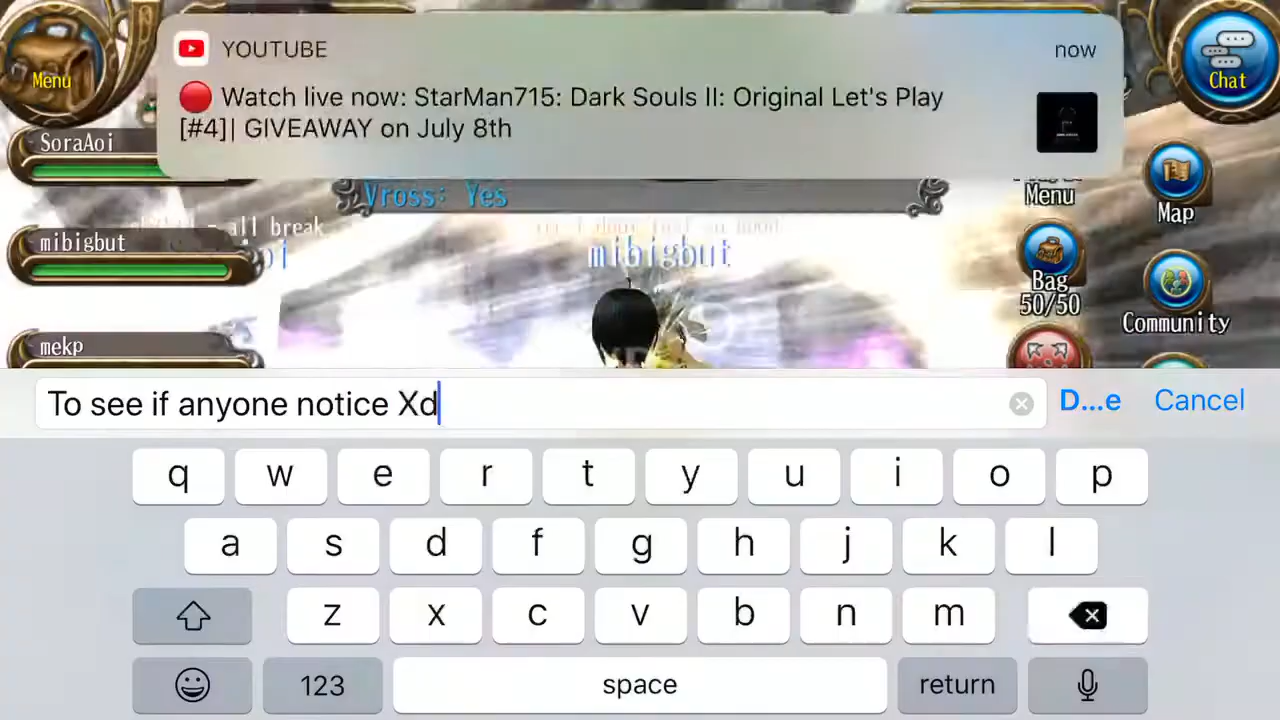 YOUTUBE
now
🔴 Watch live now: StarMan715: Dark Souls II: Original Let's Play
[#4]| GIVEAWAY on July 8th
Menu
Chat
SoraAoi
Vross: Yes
Menu
Map
all break
mibigbut
mibigbut
Bag
50/50
Community
mekp
To see if anyone notice Xd
D...e
Cancel
q w e r t y u i o p
a s d f g h j k l
z x c v b n m
123
space
return